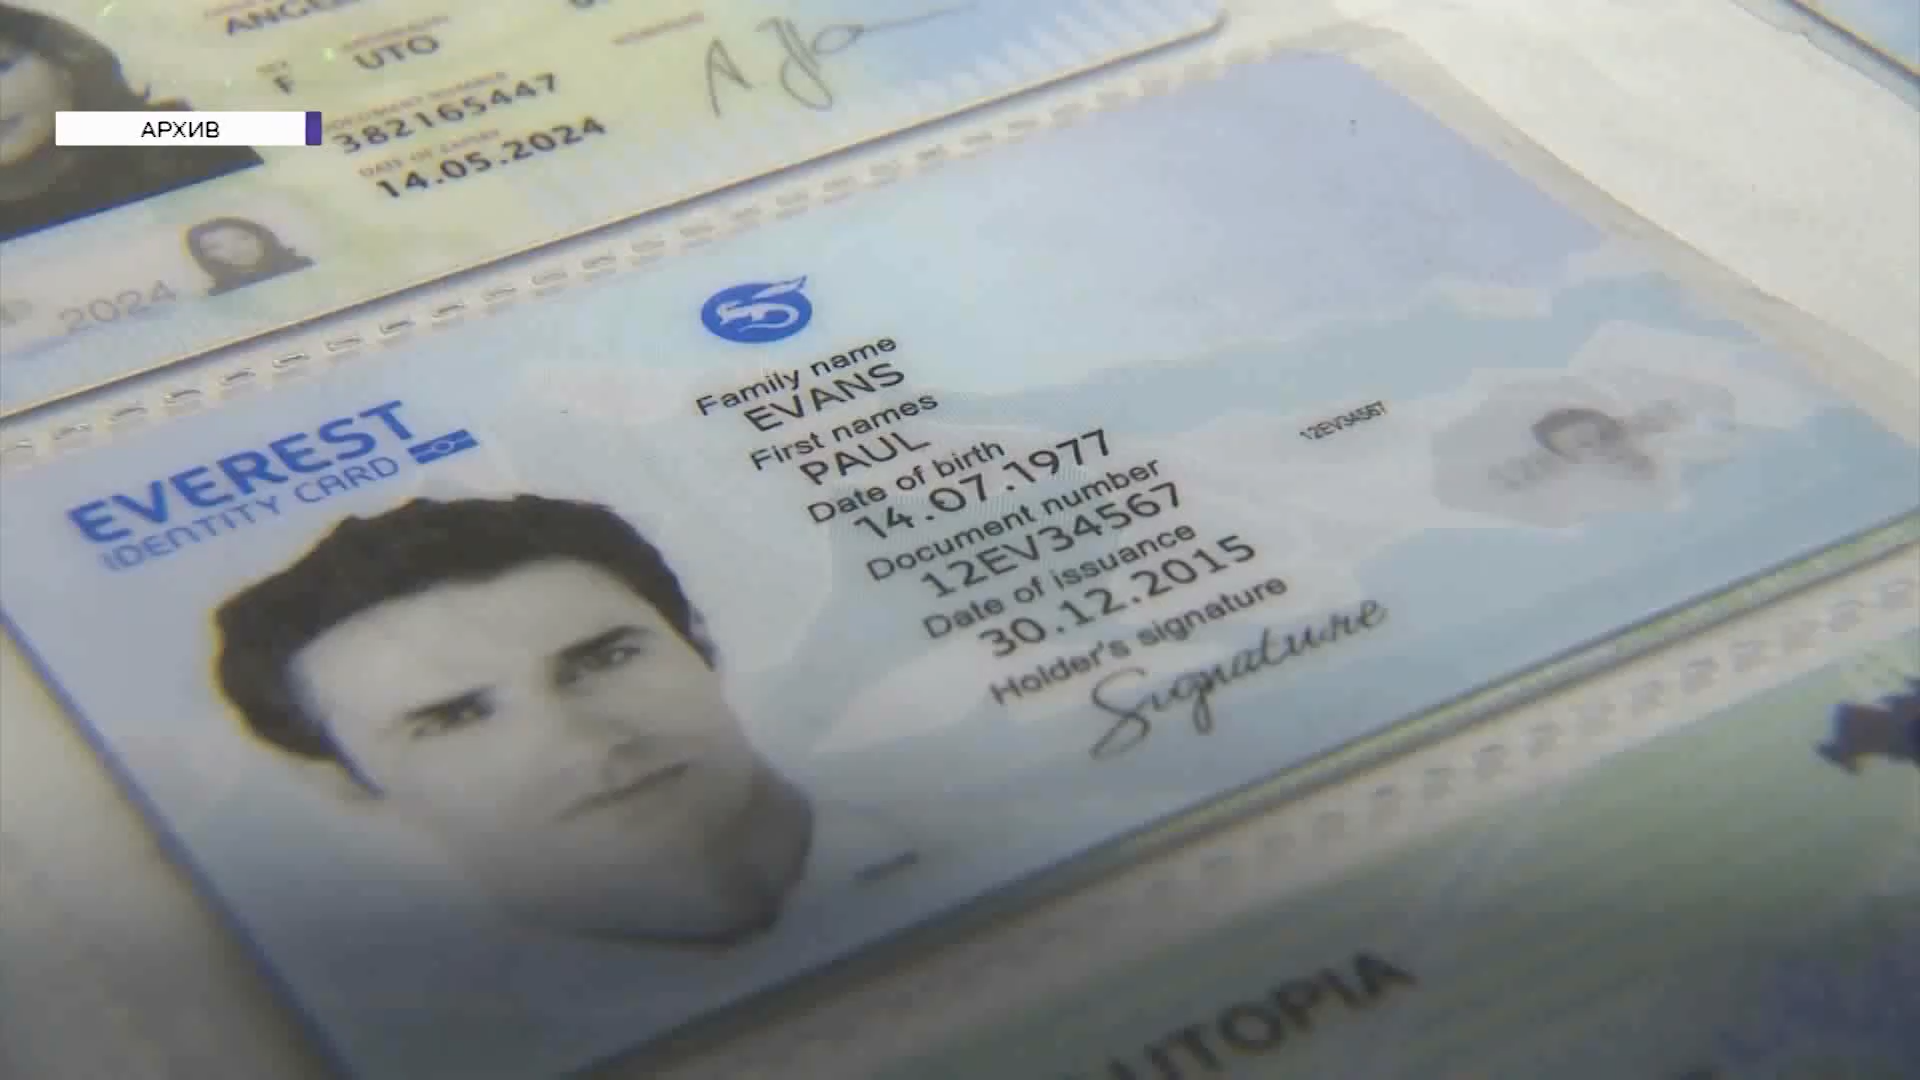 UTO
F
382165447
14.05.2024
АРХИВ
2024
EVEREST
IDENTITY CARD
Family name
EVANS
First names
PAUL
Date of birth
14.07.1977
Document number
12EV34567
Date of issuance
30.12.2015
Holder's signature
Signature
12EV34567
UTOPIA